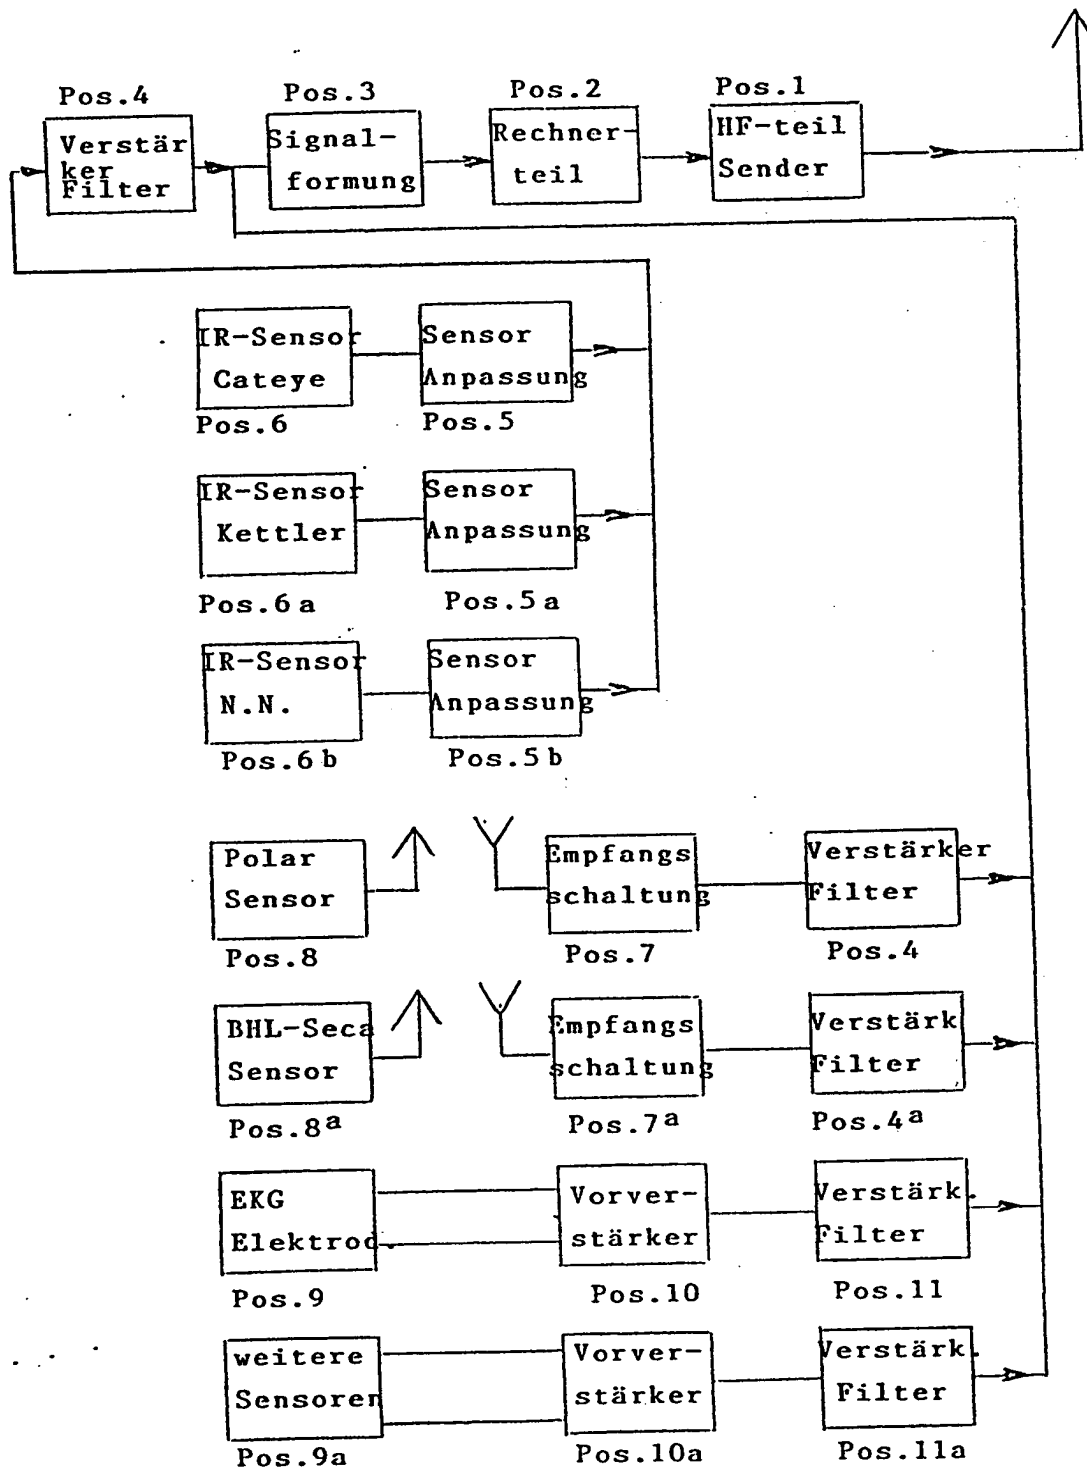 Pos.4
Pos.3
Pos.2
Pos.1
Verstär
ker
Filter
Signal-
formung
Rechner-
teil
HF-teil
Sender
IR-Sensor
Cateye
Sensor
Anpassung
Pos.6
Pos.5
IR-Sensor
Kettler
Sensor
Anpassung
Pos.6a
Pos.5a
IR-Sensor
N.N.
Sensor
Anpassung
Pos.6b
Pos.5b
Polar
Sensor
Empfangs
schaltung
Verstärker
Filter
Pos.8
Pos.7
Pos.4
BHL-Seca
Sensor
Empfangs
schaltung
Verstärk
Filter
Pos.8a
Pos.7a
Pos.4a
EKG
Elektrod.
Vorver-
stärker
Verstärk.
Filter
Pos.9
Pos.10
Pos.11
weitere
Sensoren
Vorver-
stärker
Verstärk.
Filter
Pos.9a
Pos.10a
Pos.11a